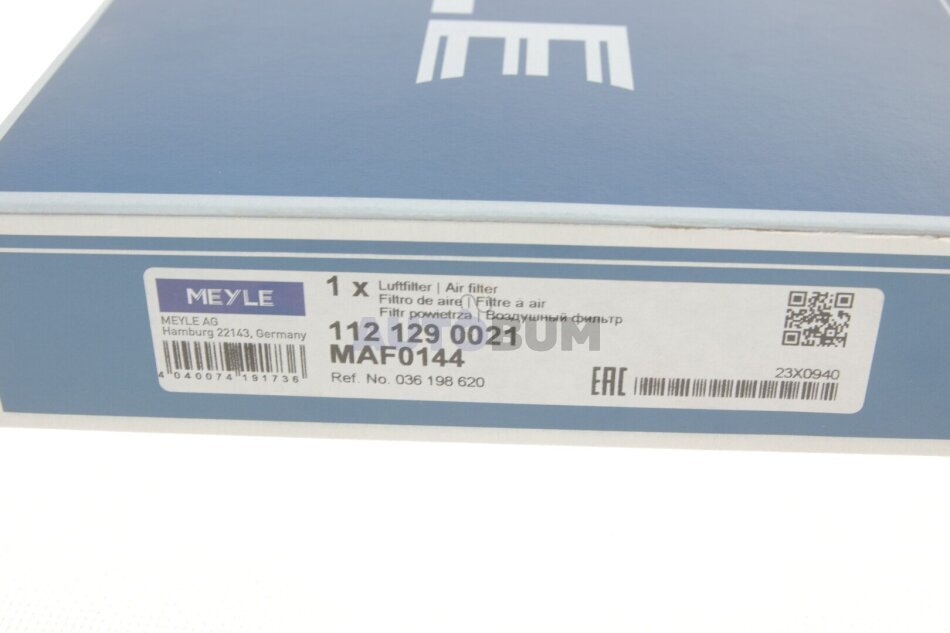 MEYLE
MEYLE AG
Hamburg 22143, Germany
4 040074 191736
1 x Luftfilter | Air filter
Filtro de aire | Filtre à air
Filtr powietrza | Воздушный фильтр
AUTOBUM
112 129 0021
MAF0144
Ref. No. 036 198 620
EAC
23X0940